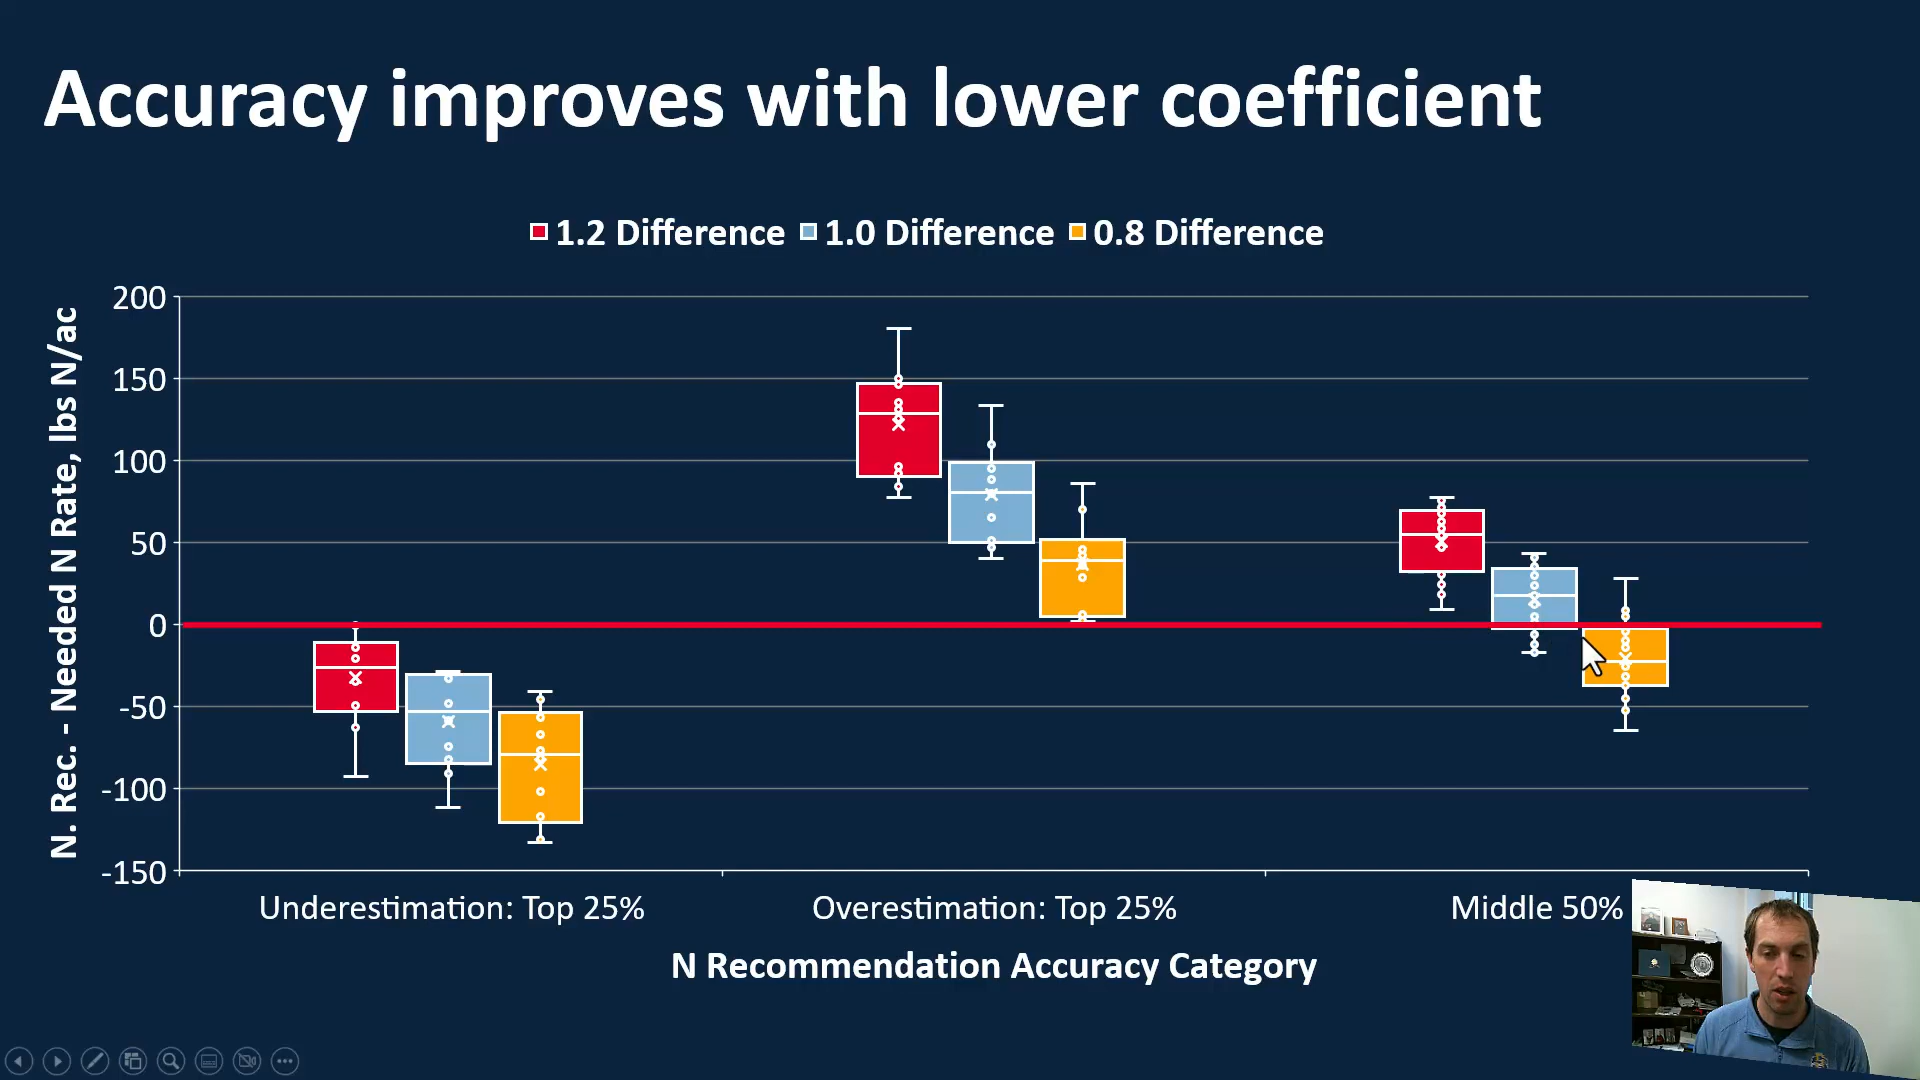 Accuracy improves with lower coefficient
1.2 Difference 1.0 Difference 0.8 Difference
N. Rec. - Needed N Rate, lbs N/ac
200
150
100
50
0
-50
-100
-150
Underestimation: Top 25% Overestimation: Top 25% Middle 50%
N Recommendation Accuracy Category